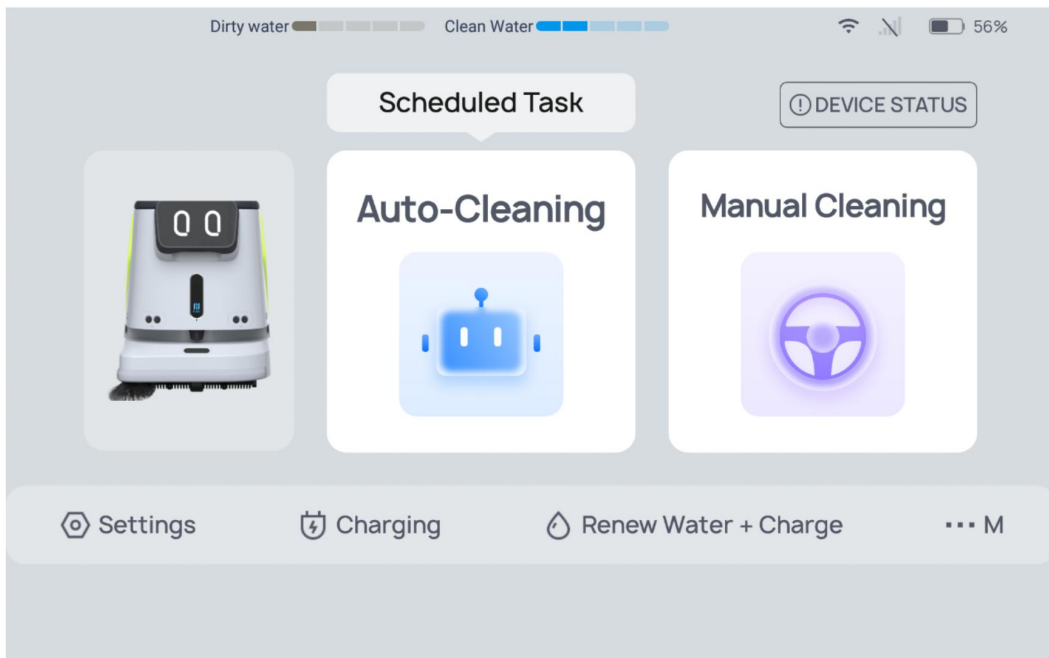 Dirty water
Clean Water
56%
Scheduled Task
DEVICE STATUS
Auto-Cleaning
Manual Cleaning
Settings
Charging
Renew Water + Charge
··· M